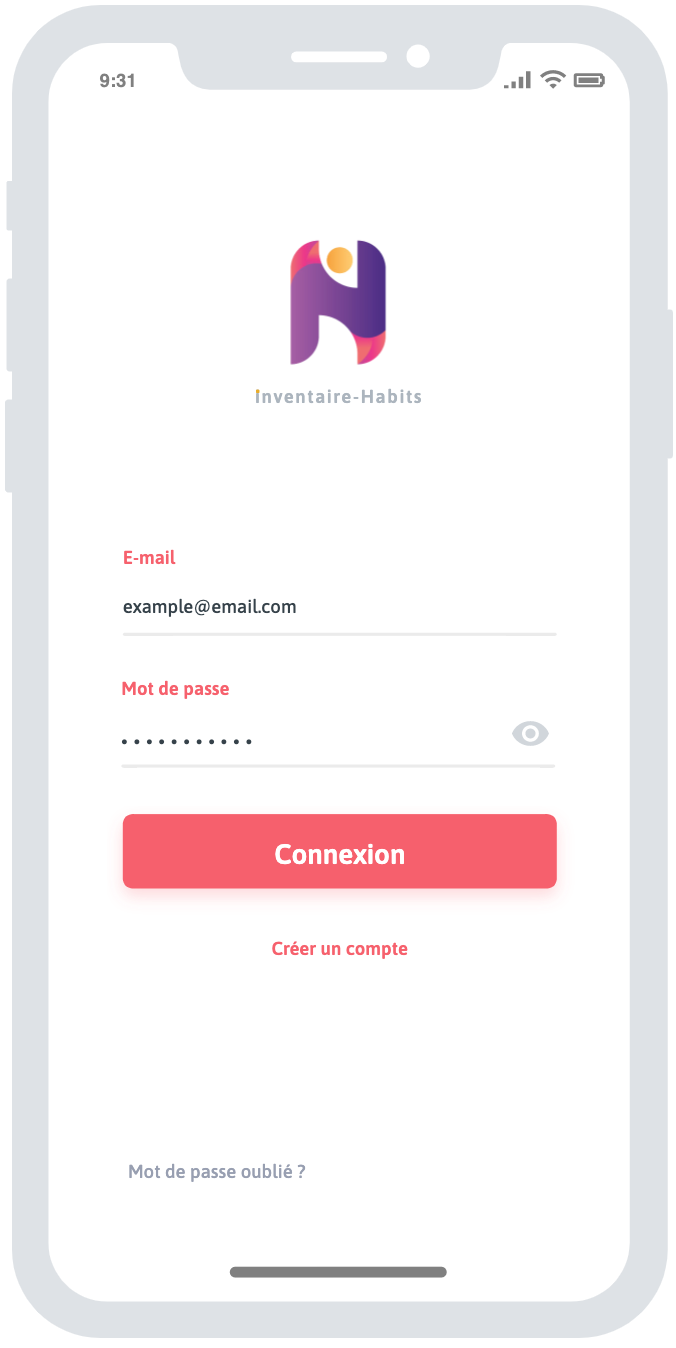 9:31
Inventaire-Habits
E-mail
example@email.com
Mot de passe
Connexion
Créer un compte
Mot de passe oublié ?